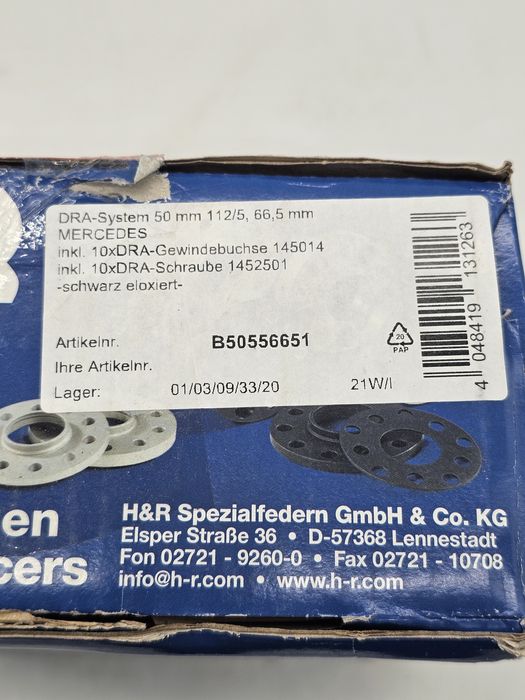 DRA-System 50 mm 112/5, 66,5 mm
MERCEDES
inkl. 10xDRA-Gewindebuchse 145014
inkl. 10xDRA-Schraube 1452501
-schwarz eloxiert-
Artikelnr. B50556651
Ihre Artikelnr.
Lager: 01/03/09/33/20 21W/I
20
PAP
4 048419 131263
en
cers
H&R Spezialfedern GmbH & Co. KG
Elsper Straße 36 • D-57368 Lennestadt
Fon 02721 - 9260-0 • Fax 02721 - 10708
info@h-r.com • www.h-r.com